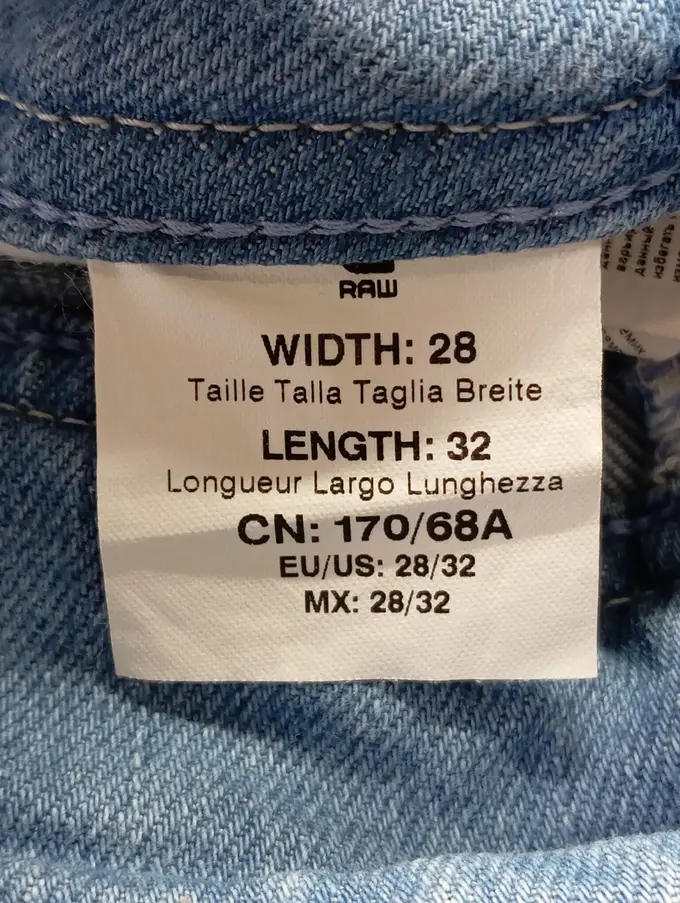 RAW
WIDTH: 28
Taille Talla Taglia Breite
LENGTH: 32
Longueur Largo Lunghezza
CN: 170/68A
EU/US: 28/32
MX: 28/32